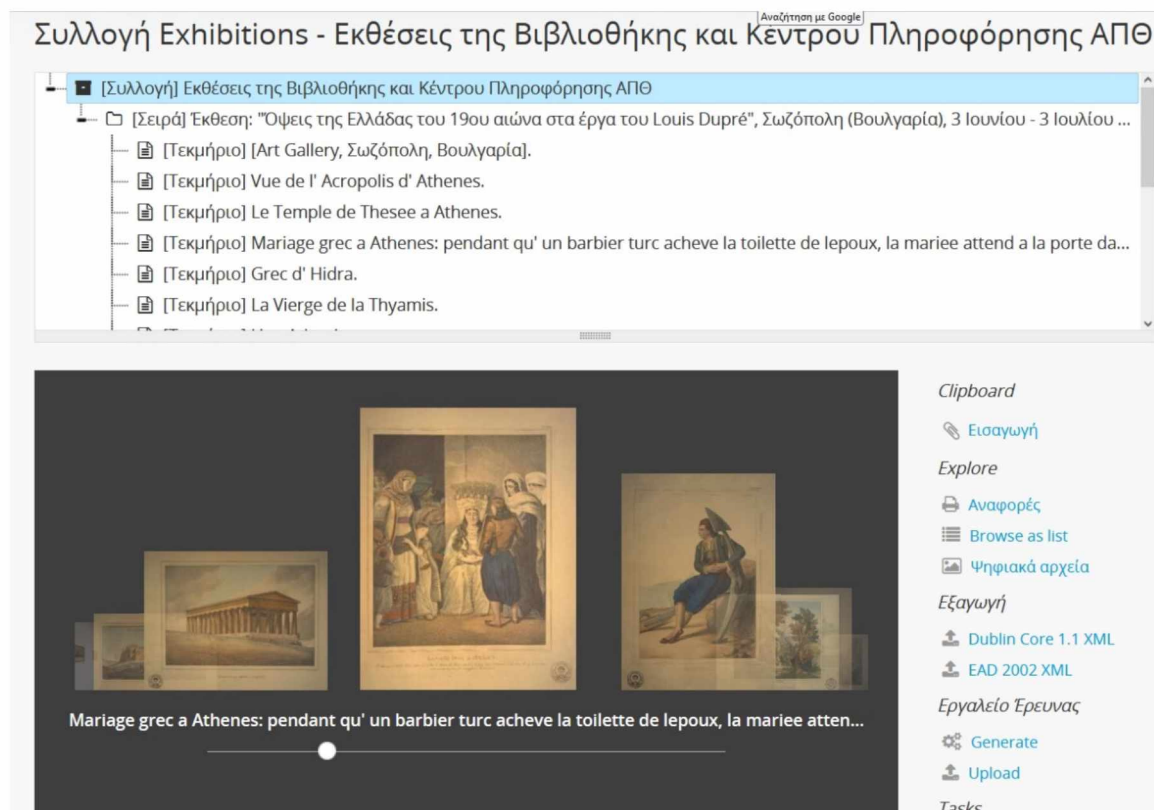 Αναζήτηση με Google
Συλλογή Exhibitions - Εκθέσεις της Βιβλιοθήκης και Κέντρου Πληροφόρησης ΑΠΘ
[Συλλογή] Εκθέσεις της Βιβλιοθήκης και Κέντρου Πληροφόρησης ΑΠΘ
[Σειρά] Έκθεση: "Όψεις της Ελλάδας του 19ου αιώνα στα έργα του Louis Dupré", Σωζόπολη (Βουλγαρία), 3 Ιουνίου - 3 Ιουλίου ...
[Τεκμήριο] [Art Gallery, Σωζόπολη, Βουλγαρία].
[Τεκμήριο] Vue de l' Acropolis d' Athenes.
[Τεκμήριο] Le Temple de Thesee a Athenes.
[Τεκμήριο] Mariage grec a Athenes: pendant qu' un barbier turc acheve la toilette de lepoux, la mariee attend a la porte da...
[Τεκμήριο] Grec d' Hidra.
[Τεκμήριο] La Vierge de la Thyamis.
Clipboard
Εισαγωγή
Explore
Αναφορές
Browse as list
Ψηφιακά αρχεία
Εξαγωγή
Dublin Core 1.1 XML
EAD 2002 XML
Εργαλείο Έρευνας
Generate
Upload
Tasks
Mariage grec a Athenes: pendant qu' un barbier turc acheve la toilette de lepoux, la mariee atten...